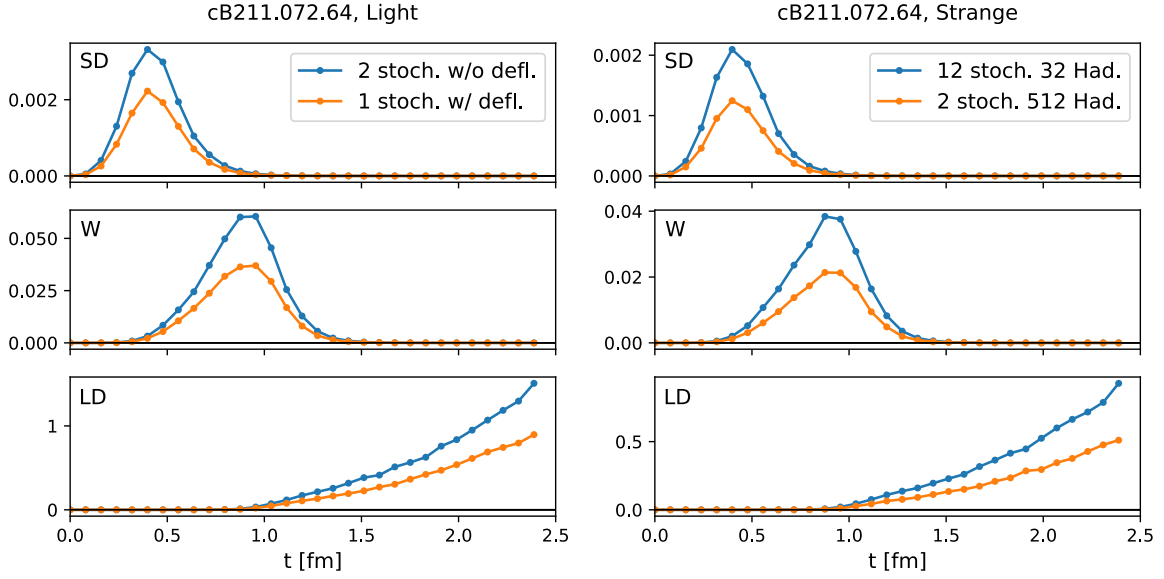 cB211.072.64, Light
SD
2 stoch. w/o defl.
1 stoch. w/ defl.
0.002
0.000
W
0.050
0.025
0.000
LD
1
0
0.0 0.5 1.0 1.5 2.0 2.5
t [fm]
cB211.072.64, Strange
SD
12 stoch. 32 Had.
2 stoch. 512 Had.
0.002
0.001
0.000
W
0.04
0.02
0.00
LD
0.5
0.0
0.0 0.5 1.0 1.5 2.0 2.5
t [fm]